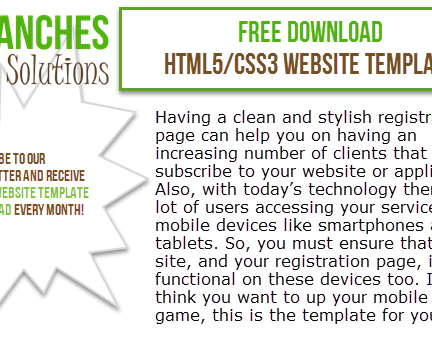 ANCHES
Solutions
FREE DOWNLOAD
HTML5/CSS3 WEBSITE TEMPLA
BE TO OUR
TTER AND RECEIVE
WEBSITE TEMPLATE
AD EVERY MONTH!
Having a clean and stylish registr
page can help you on having an
increasing number of clients that
subscribe to your website or appli
Also, with today’s technology ther
lot of users accessing your service
mobile devices like smartphones a
tablets. So, you must ensure that
site, and your registration page, i
functional on these devices too. I
think you want to up your mobile
game, this is the template for you